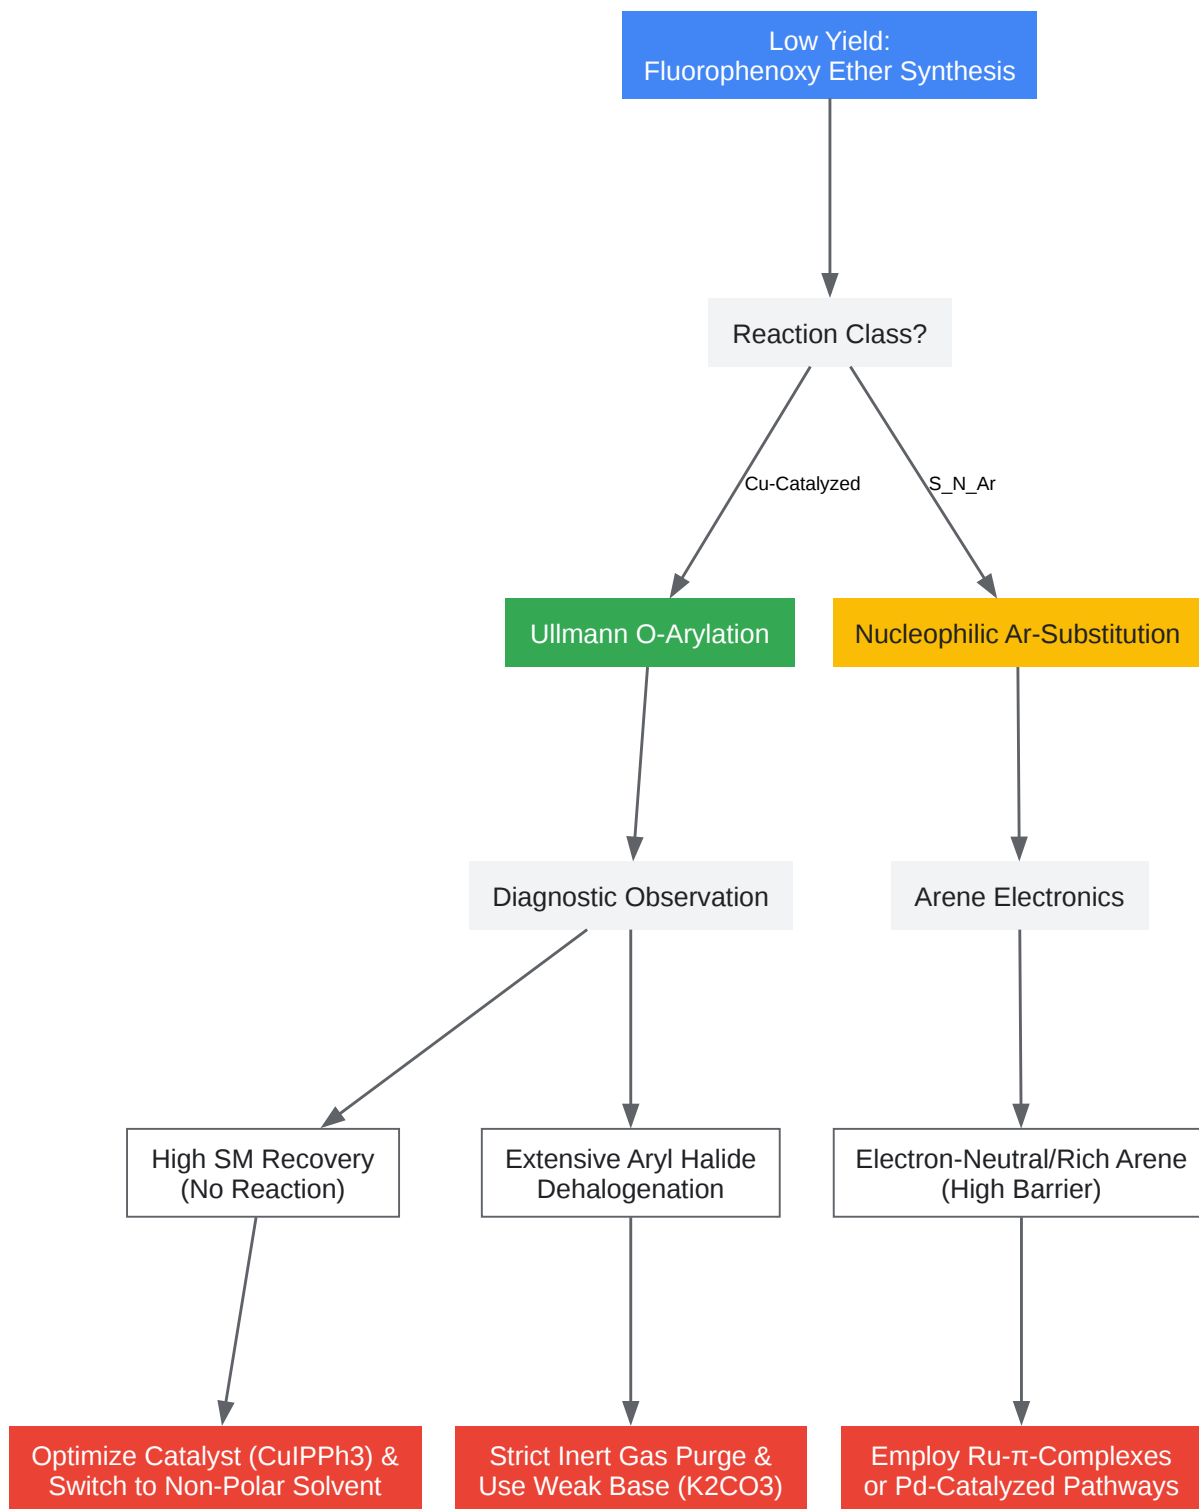 Low Yield:
Fluorophenoxy Ether Synthesis
Reaction Class?
Cu-Catalyzed
S_N_Ar
Ullmann O-Arylation
Nucleophilic Ar-Substitution
Diagnostic Observation
Arene Electronics
High SM Recovery
(No Reaction)
Extensive Aryl Halide
Dehalogenation
Electron-Neutral/Rich Arene
(High Barrier)
Optimize Catalyst (CuIPPh3) &
Switch to Non-Polar Solvent
Strict Inert Gas Purge &
Use Weak Base (K2CO3)
Employ Ru-π-Complexes
or Pd-Catalyzed Pathways